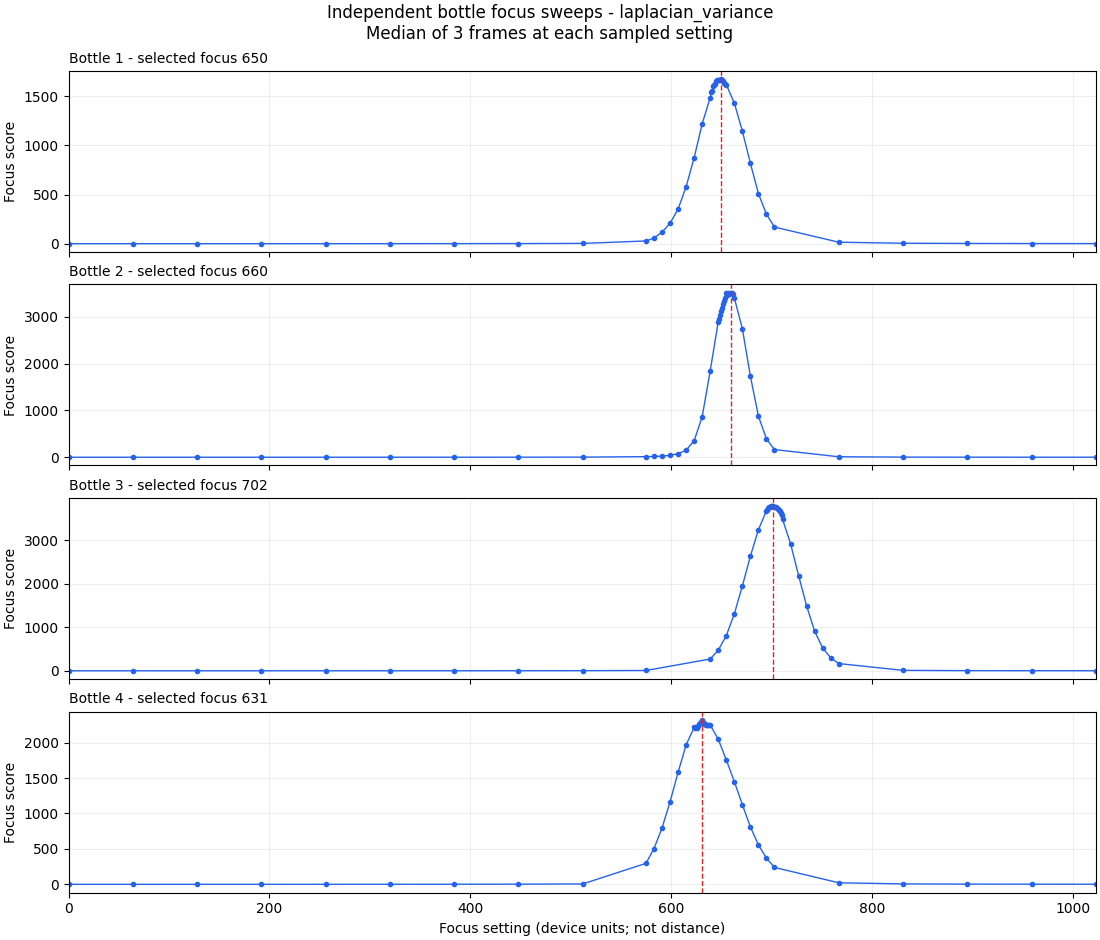 Independent bottle focus sweeps - laplacian_variance
Median of 3 frames at each sampled setting
Bottle 1 - selected focus 650
1500
1000
500
0
Focus score
Bottle 2 - selected focus 660
3000
2000
1000
0
Focus score
Bottle 3 - selected focus 702
3000
2000
1000
0
Focus score
Bottle 4 - selected focus 631
2000
1500
1000
500
0
Focus score
0 200 400 600 800 1000
Focus setting (device units; not distance)